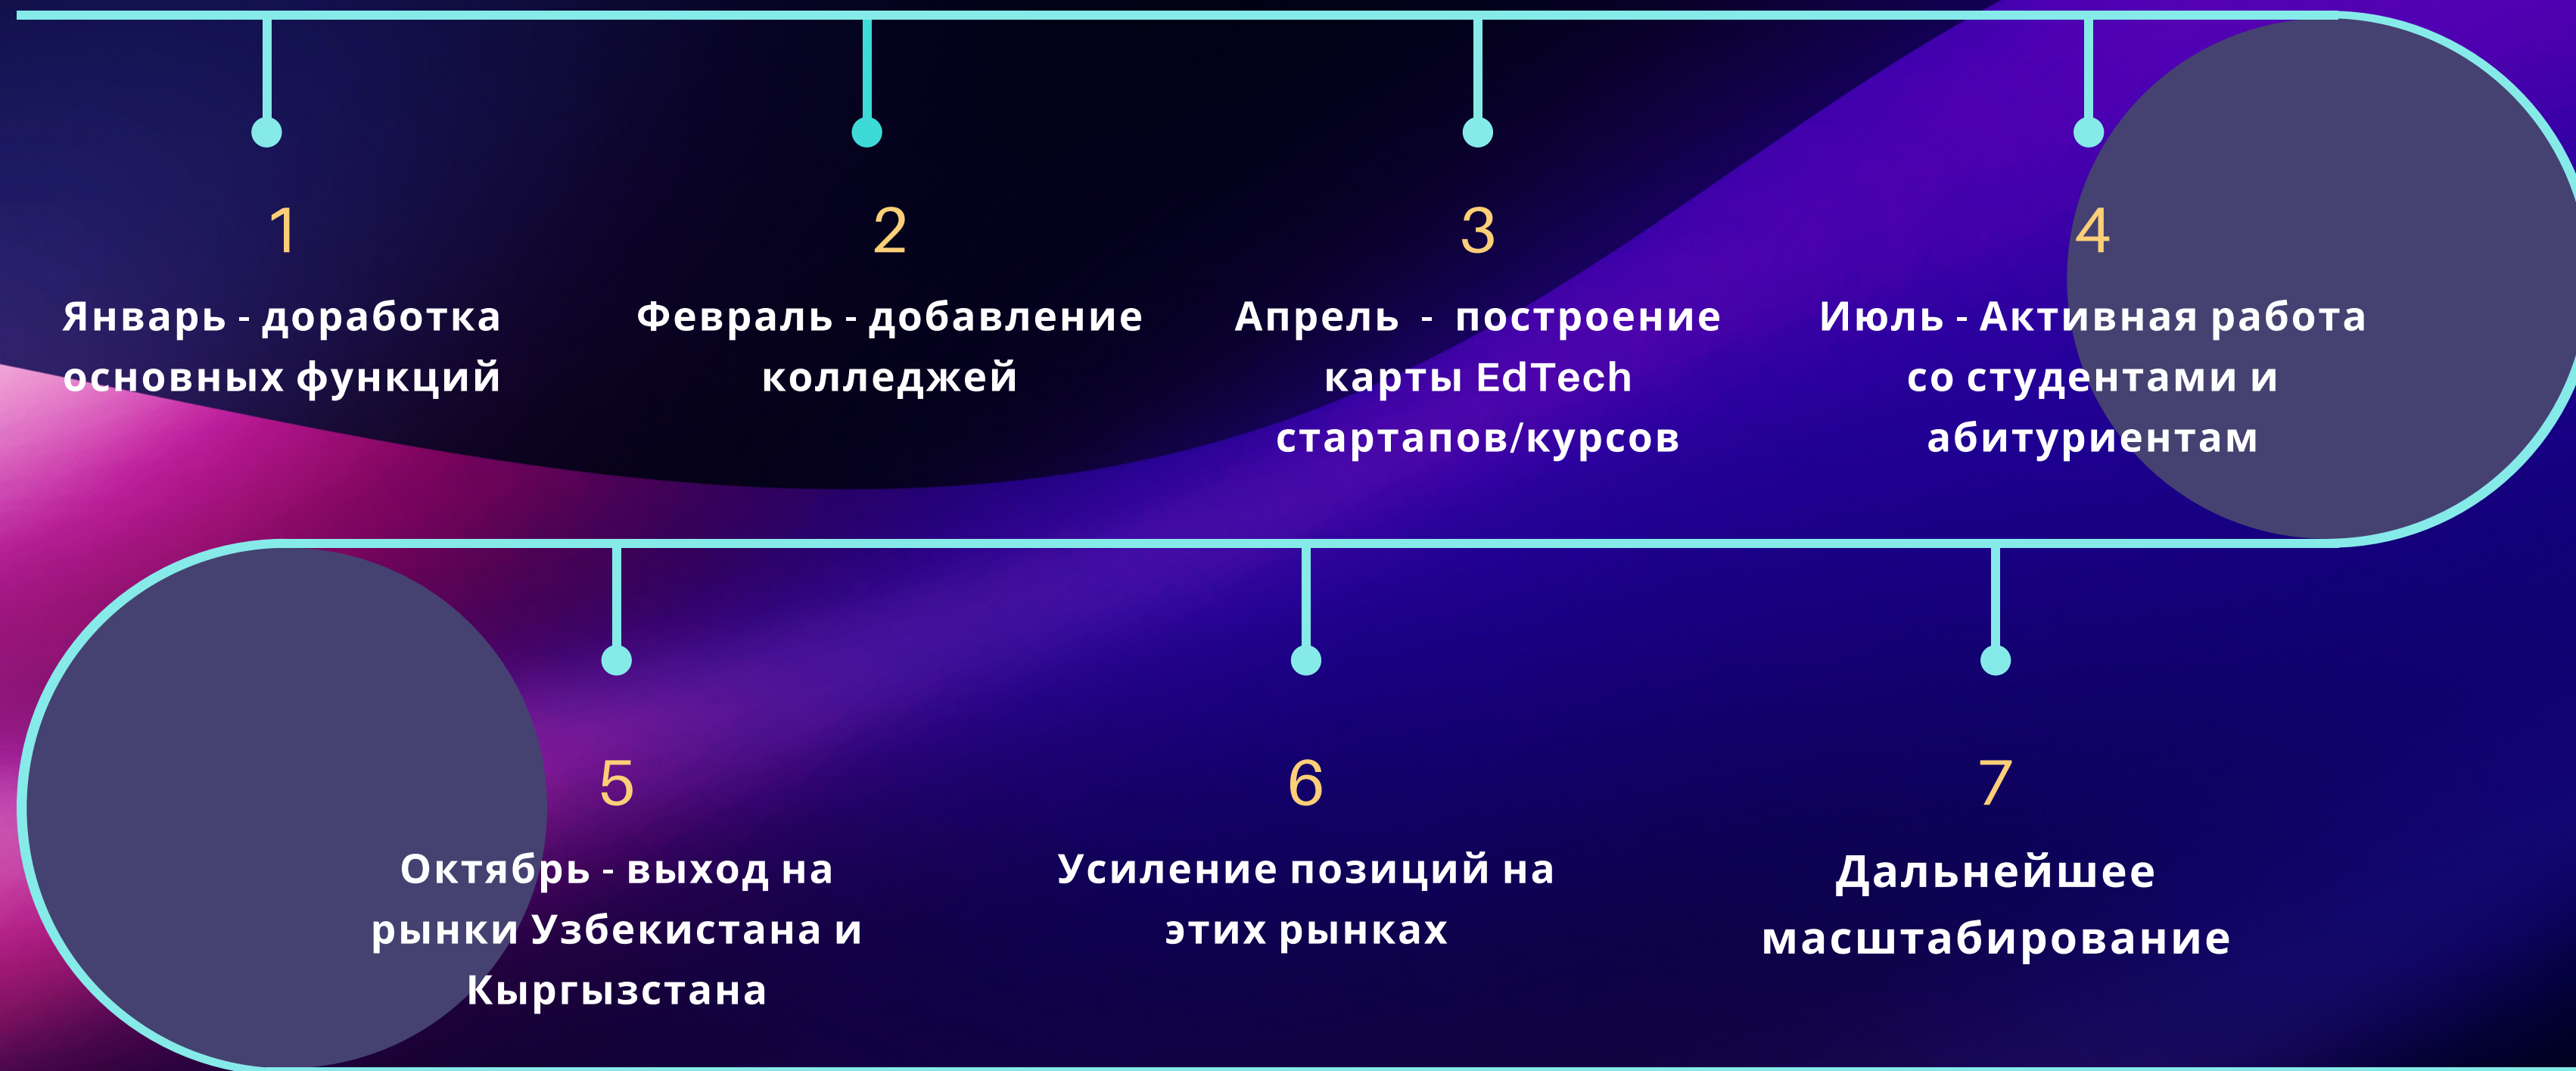 1
Январь - доработка
основных функций
2
Февраль - добавление
колледжей
3
Апрель - построение
карты EdTech
стартапов/курсов
4
Июль - Активная работа
со студентами и
абитуриентам
5
Октябрь - выход на
рынки Узбекистана и
Кыргызстана
6
Усиление позиций на
этих рынках
7
Дальнейшее
масштабирование